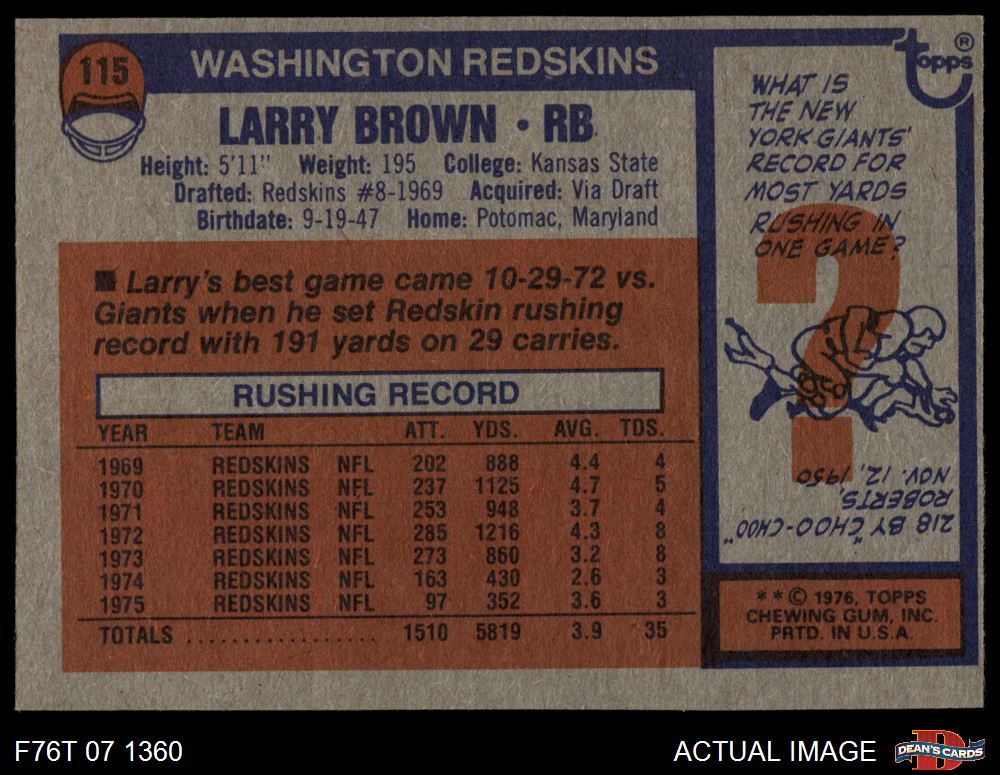 115
WASHINGTON REDSKINS
LARRY BROWN • RB
Height: 5'11" Weight: 195 College: Kansas State
Drafted: Redskins #8-1969 Acquired: Via Draft
Birthdate: 9-19-47 Home: Potomac, Maryland
■ Larry's best game came 10-29-72 vs.
Giants when he set Redskin rushing
record with 191 yards on 29 carries.
RUSHING RECORD
YEAR TEAM ATT. YDS. AVG. TDS.
1969 REDSKINS NFL 202 888 4.4 4
1970 REDSKINS NFL 237 1125 4.7 5
1971 REDSKINS NFL 253 948 3.7 4
1972 REDSKINS NFL 285 1216 4.3 8
1973 REDSKINS NFL 273 860 3.2 8
1974 REDSKINS NFL 163 430 2.6 3
1975 REDSKINS NFL 97 352 3.6 3
TOTALS .................. 1510 5819 3.9 35
topps ®
WHAT IS
THE NEW
YORK GIANTS'
RECORD FOR
MOST YARDS
RUSHING IN
ONE GAME?
?
218 BY "CHOO-CHOO"
ROBERTS,
NOV. 12, 1950
* * © 1976, TOPPS
CHEWING GUM, INC.
PRTD. IN U.S.A.
F76T 07 1360
ACTUAL IMAGE
D
DEAN'S CARDS